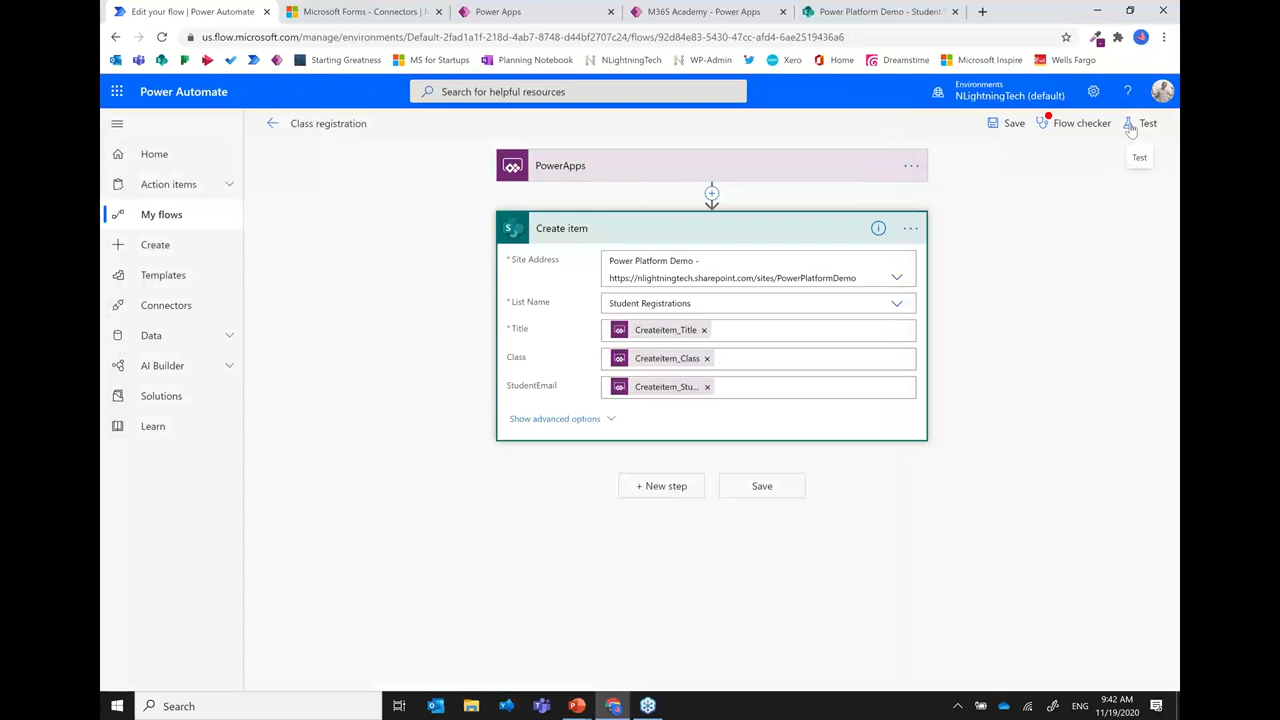 Edit your flow | Power Automate
Microsoft Forms - Connectors |
Power Apps
M365 Academy - Power Apps
Power Platform Demo - Student
us.flow.microsoft.com/manage/environments/Default-2fad1a1f-218d-4ab7-8748-d44bf2707c24/flows/92d84e83-5430-47cc-afd4-6ae2519436a6
Starting Greatness
MS for Startups
Planning Notebook
NLightningTech
WP-Admin
Xero
Home
Dreamstime
Microsoft Inspire
Wells Fargo
Power Automate
Search for helpful resources
Environments
NLightningTech (default)
Class registration
Save
Flow checker
Test
Test
Home
Action items
My flows
Create
Templates
Connectors
Data
AI Builder
Solutions
Learn
PowerApps
Create item
* Site Address
Power Platform Demo -
https://nlightningtech.sharepoint.com/sites/PowerPlatformDemo
* List Name
Student Registrations
* Title
Createitem_Title
Class
Createitem_Class
StudentEmail
Createitem_Stu...
Show advanced options
+ New step
Save
Search
ENG
9:42 AM
11/19/2020